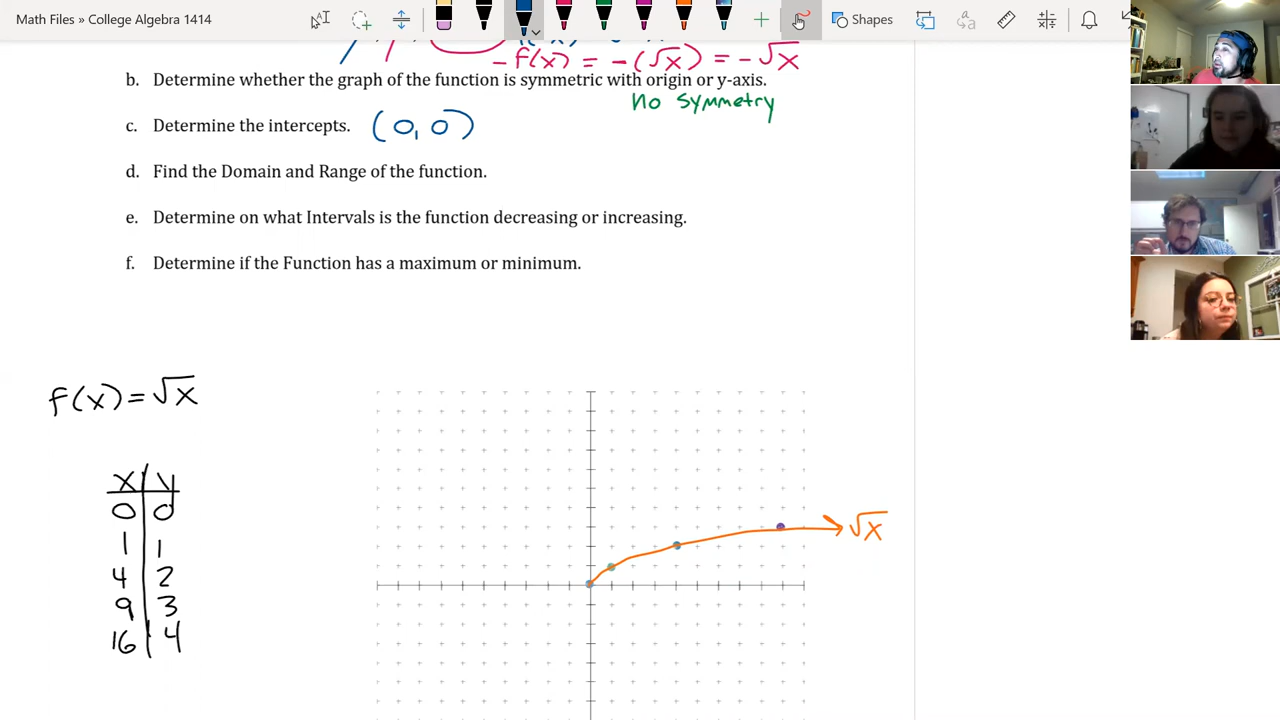 Math Files » College Algebra 1414
Shapes
-f(x) = -(√x) = -√x
b. Determine whether the graph of the function is symmetric with origin or y-axis.
no symmetry
c. Determine the intercepts. (0,0)
d. Find the Domain and Range of the function.
e. Determine on what Intervals is the function decreasing or increasing.
f. Determine if the Function has a maximum or minimum.
f(x)=√x
x y
0 0
1 1
4 2
9 3
16 4
√x